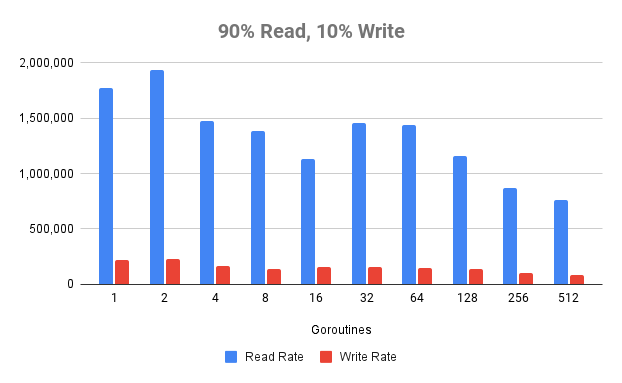 90% Read, 10% Write
2,000,000
1,500,000
1,000,000
500,000
0
1 2 4 8 16 32 64 128 256 512
Goroutines
Read Rate Write Rate